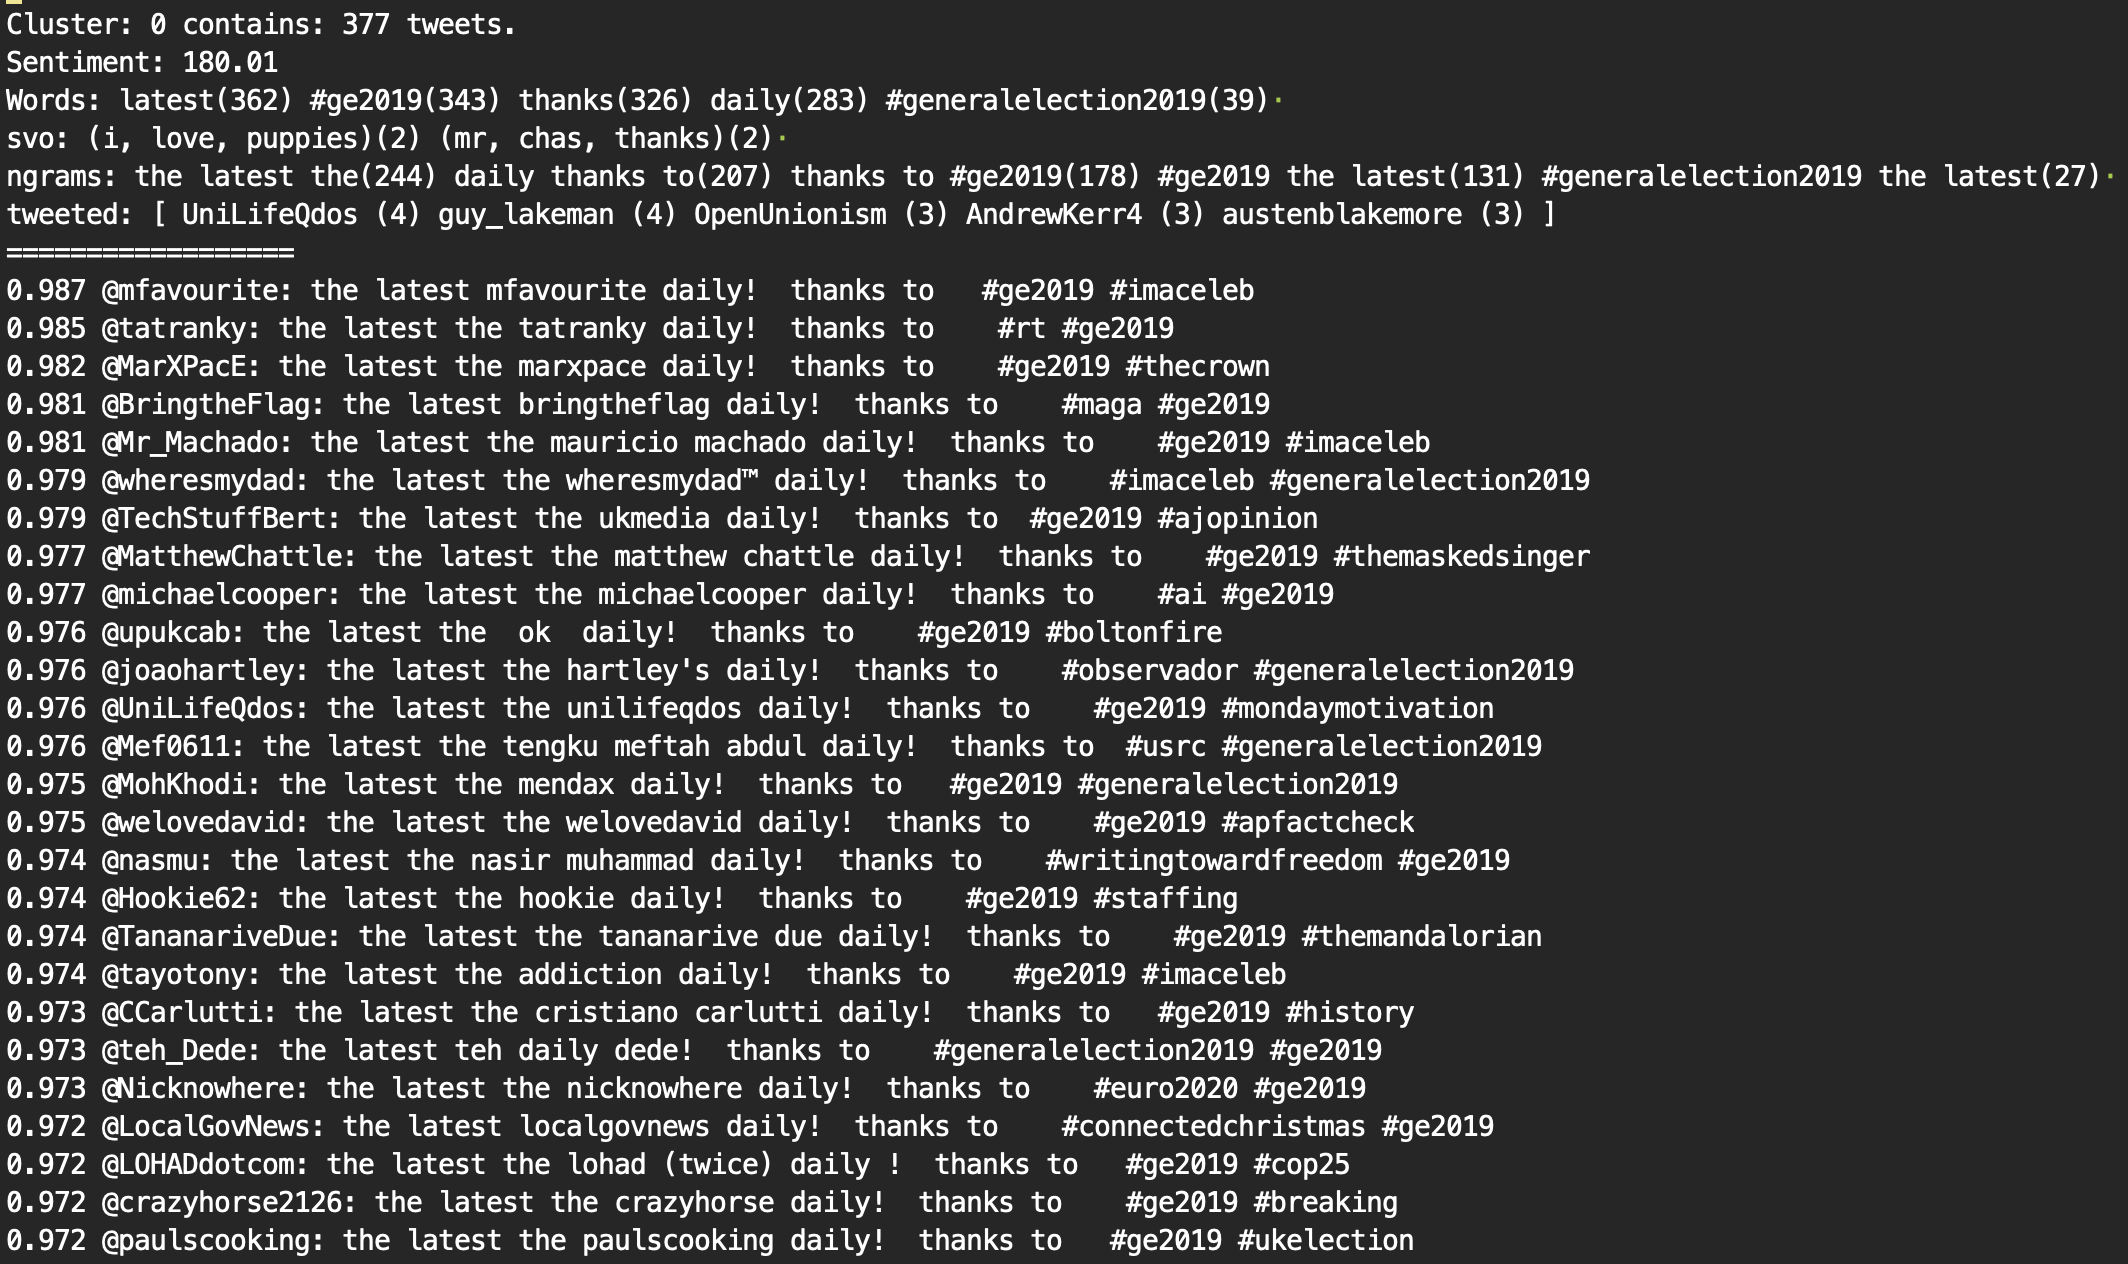 Cluster: 0 contains: 377 tweets.
Sentiment: 180.01
Words: latest(362) #ge2019(343) thanks(326) daily(283) #generalelection2019(39)·
svo: (i, love, puppies)(2) (mr, chas, thanks)(2)·
ngrams: the latest the(244) daily thanks to(207) thanks to #ge2019(178) #ge2019 the latest(131) #generalelection2019 the latest(27)·
tweeted: [ UniLifeQdos (4) guy_lakeman (4) OpenUnionism (3) AndrewKerr4 (3) austenblakemore (3) ]
==================
0.987 @mfavourite: the latest mfavourite daily!  thanks to   #ge2019 #imaceleb
0.985 @tatranky: the latest the tatranky daily!  thanks to    #rt #ge2019
0.982 @MarXPacE: the latest the marxpace daily!  thanks to    #ge2019 #thecrown
0.981 @BringtheFlag: the latest bringtheflag daily!  thanks to    #maga #ge2019
0.981 @Mr_Machado: the latest the mauricio machado daily!  thanks to    #ge2019 #imaceleb
0.979 @wheresmydad: the latest the wheresmydad™ daily!  thanks to    #imaceleb #generalelection2019
0.979 @TechStuffBert: the latest the ukmedia daily!  thanks to  #ge2019 #ajopinion
0.977 @MatthewChattle: the latest the matthew chattle daily!  thanks to    #ge2019 #themaskedsinger
0.977 @michaelcooper: the latest the michaelcooper daily!  thanks to    #ai #ge2019
0.976 @upukcab: the latest the  ok  daily!  thanks to    #ge2019 #boltonfire
0.976 @joaohartley: the latest the hartley's daily!  thanks to    #observador #generalelection2019
0.976 @UniLifeQdos: the latest the unilifeqdos daily!  thanks to    #ge2019 #mondaymotivation
0.976 @Mef0611: the latest the tengku meftah abdul daily!  thanks to  #usrc #generalelection2019
0.975 @MohKhodi: the latest the mendax daily!  thanks to   #ge2019 #generalelection2019
0.975 @welovedavid: the latest the welovedavid daily!  thanks to    #ge2019 #apfactcheck
0.974 @nasmu: the latest the nasir muhammad daily!  thanks to    #writingtowardfreedom #ge2019
0.974 @Hookie62: the latest the hookie daily!  thanks to    #ge2019 #staffing
0.974 @TananariveDue: the latest the tananarive due daily!  thanks to    #ge2019 #themandalorian
0.974 @tayotony: the latest the addiction daily!  thanks to    #ge2019 #imaceleb
0.973 @CCarlutti: the latest the cristiano carlutti daily!  thanks to   #ge2019 #history
0.973 @teh_Dede: the latest teh daily dede!  thanks to    #generalelection2019 #ge2019
0.973 @Nicknowhere: the latest the nicknowhere daily!  thanks to    #euro2020 #ge2019
0.972 @LocalGovNews: the latest localgovnews daily!  thanks to    #connectedchristmas #ge2019
0.972 @LOHADdotcom: the latest the lohad (twice) daily !  thanks to   #ge2019 #cop25
0.972 @crazyhorse2126: the latest the crazyhorse daily!  thanks to    #ge2019 #breaking
0.972 @paulscooking: the latest the paulscooking daily!  thanks to   #ge2019 #ukelection